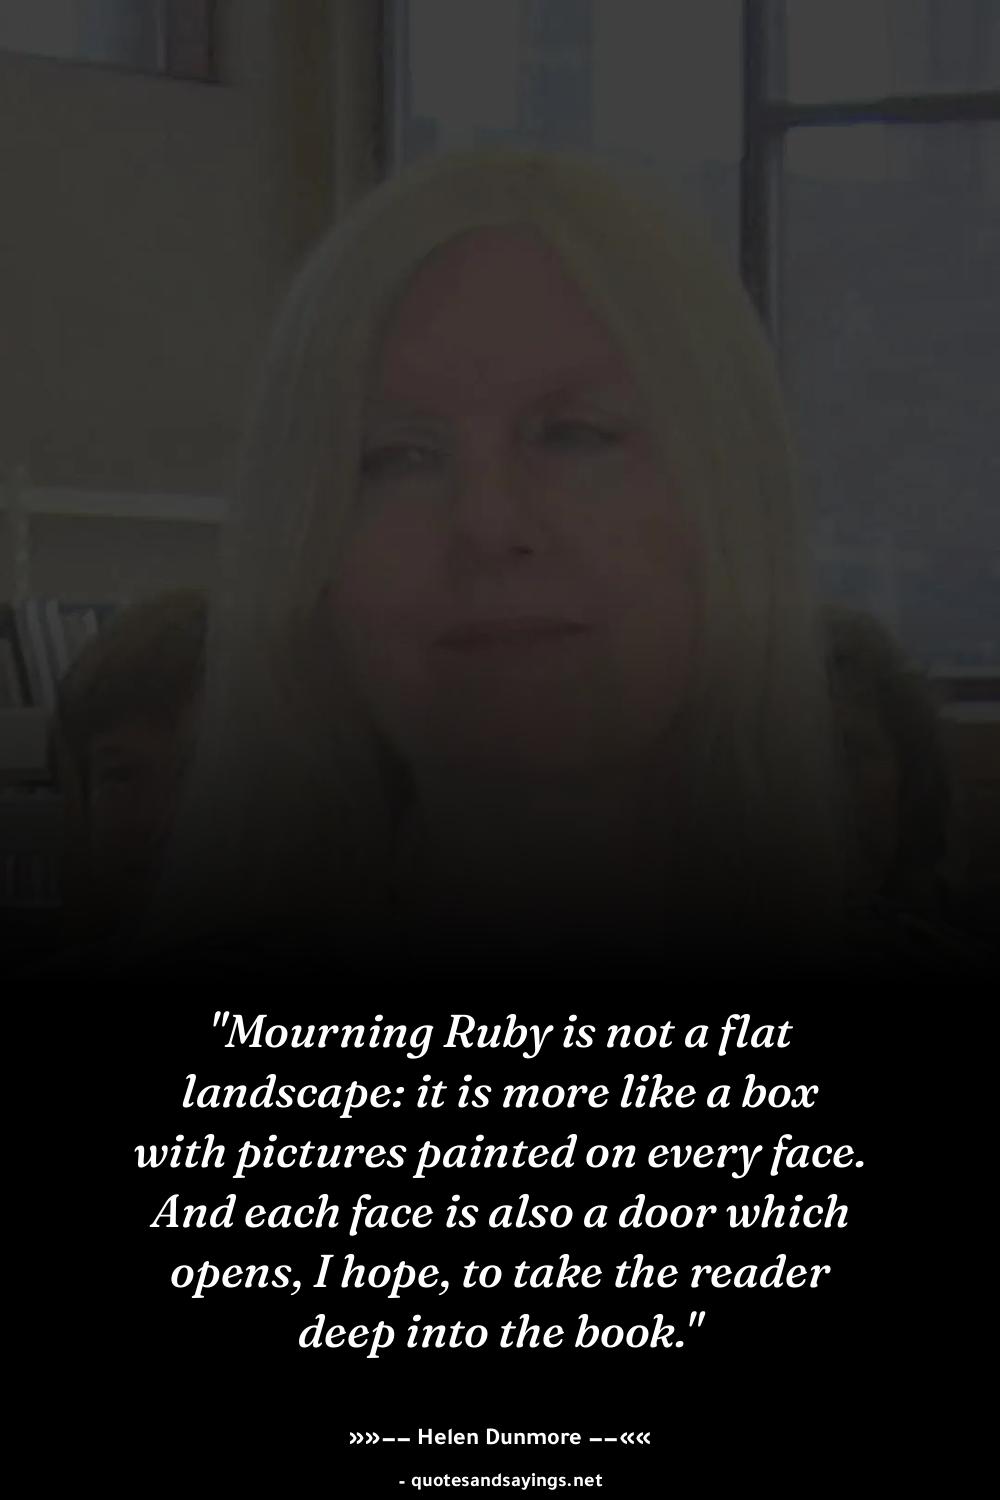 "Mourning Ruby is not a flat
landscape: it is more like a box
with pictures painted on every face.
And each face is also a door which
opens, I hope, to take the reader
deep into the book."
»»–– Helen Dunmore ––««
- quotesandsayings.net